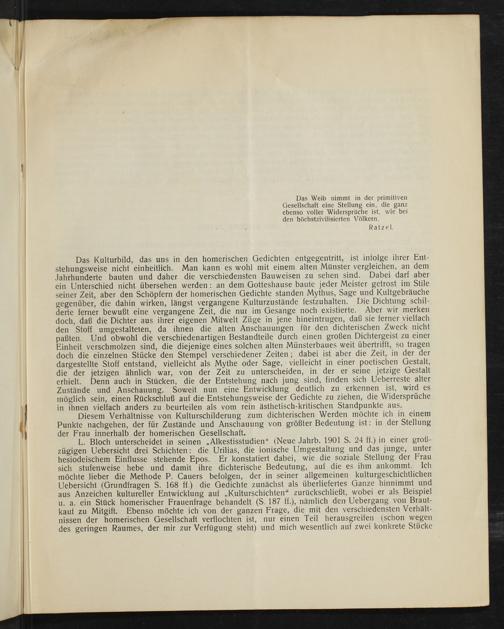 Das Weib nimmt in der primitiven
Gesellschaft eine Stellung ein, die ganz
ebenso voller Widersprüche ist, wie bei
den höchstzivilisierten Völkern.
Ratzel.
Das Kulturbild, das uns in den homerischen Gedichten entgegentritt, ist infolge ihrer Ent-
stehungsweise nicht einheitlich. Man kann es wohl mit einem alten Münster vergleichen, an dem
Jahrhunderte bauten und daher die verschiedensten Bauweisen zu sehen sind. Dabei darf aber
ein Unterschied nicht übersehen werden: an dem Gotteshause baute jeder Meister getrost im Stile
seiner Zeit, aber den Schöpfern der homerischen Gedichte standen Mythus, Sage und Kultgebräuche
gegenüber, die dahin wirken, längst vergangene Kulturzustände festzuhalten. Die Dichtung schil-
derte ferner bewußt eine vergangene Zeit, die nur im Gesange noch existierte. Aber wir merken
doch, daß die Dichter aus ihrer eigenen Mitwelt Züge in jene hineintrugen, daß sie ferner vielfach
den Stoff umgestalteten, da ihnen die alten Anschauungen für den dichterischen Zweck nicht
paßten. Und obwohl die verschiedenartigen Bestandteile durch einen großen Dichtergeist zu einer
Einheit verschmolzen sind, die diejenige eines solchen alten Münsterbaues weit übertrifft, so tragen
doch die einzelnen Stücke den Stempel verschiedener Zeiten; dabei ist aber die Zeit, in der der
dargestellte Stoff entstand, vielleicht als Mythe oder Sage, vielleicht in einer poetischen Gestalt,
die der jetzigen ähnlich war, von der Zeit zu unterscheiden, in der er seine jetzige Gestalt
erhielt. Denn auch in Stücken, die der Entstehung nach jung sind, finden sich Ueberreste alter
Zustände und Anschauung. Soweit nun eine Entwicklung deutlich zu erkennen ist, wird es
möglich sein, einen Rückschluß auf die Entstehungsweise der Gedichte zu ziehen, die Widersprüche
in ihnen vielfach anders zu beurteilen als vom rein ästhetisch-kritischen Standpunkte aus.
Diesem Verhältnisse von Kulturschilderung zum dichterischen Werden möchte ich in einem
Punkte nachgehen, der für Zustände und Anschauung von größter Bedeutung ist: in der Stellung
der Frau innerhalb der homerischen Gesellschaft.
L. Bloch unterscheidet in seinen „Alkestisstudien“ (Neue Jahrb. 1901 S. 24 ff.) in einer groß-
zügigen Uebersicht drei Schichten: die Urilias, die ionische Umgestaltung und das junge, unter
hesiodeischem Einflusse stehende Epos. Er konstatiert dabei, wie die soziale Stellung der Frau
sich stufenweise hebe und damit ihre dichterische Bedeutung, auf die es ihm ankommt. Ich
möchte lieber die Methode P. Cauers befolgen, der in seiner allgemeinen kulturgeschichtlichen
Uebersicht (Grundfragen S. 168 ff.) die Gedichte zunächst als überliefertes Ganze hinnimmt und
aus Anzeichen kultureller Entwicklung auf „Kulturschichten“ zurückschließt, wobei er als Beispiel
u. a. ein Stück homerischer Frauenfrage behandelt (S. 187 ff.), nämlich den Uebergang von Braut-
kauf zu Mitgift. Ebenso möchte ich von der ganzen Frage, die mit den verschiedensten Verhält-
nissen der homerischen Gesellschaft verflochten ist, nur einen Teil herausgreifen (schon wegen
des geringen Raumes, der mir zur Verfügung steht) und mich wesentlich auf zwei konkrete Stücke